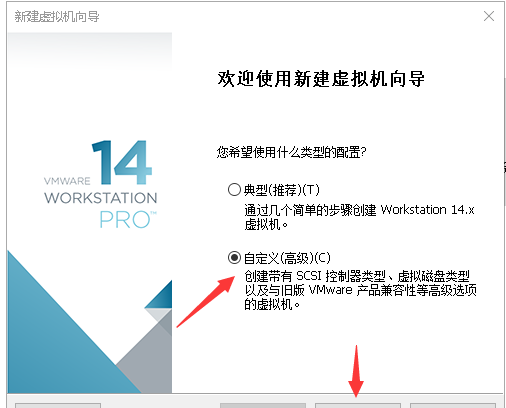 新建虚拟机向导
欢迎使用新建虚拟机向导
14
VMWARE
WORKSTATION
PRO™
您希望使用什么类型的配置?
典型(推荐)(T)
通过几个简单的步骤创建 Workstation 14.x
虚拟机。
自定义(高级)(C)
创建带有 SCSI 控制器类型、虚拟磁盘类型
以及与旧版 VMware 产品兼容性等高级选项
的虚拟机。